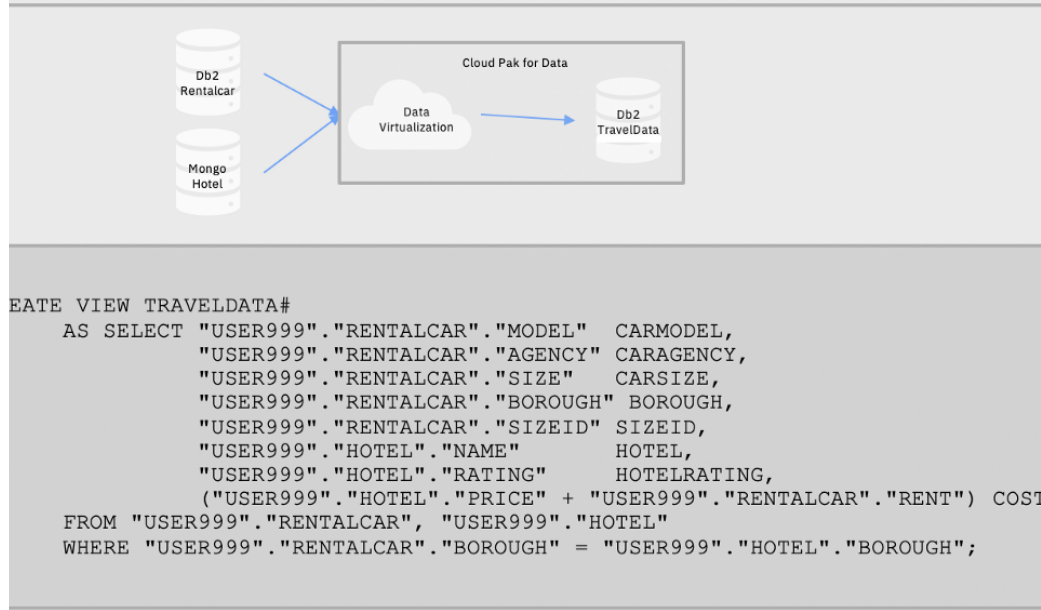 Cloud Pak for Data
Db2
Rentalcar
Data
Virtualization
Db2
TravelData
Mongo
Hotel
EATE VIEW TRAVELDATA#
AS SELECT "USER999"."RENTALCAR"."MODEL" CARMODEL,
"USER999"."RENTALCAR"."AGENCY" CARAGENCY,
"USER999"."RENTALCAR"."SIZE" CARSIZE,
"USER999"."RENTALCAR"."BOROUGH" BOROUGH,
"USER999"."RENTALCAR"."SIZEID" SIZEID,
"USER999"."HOTEL"."NAME" HOTEL,
"USER999"."HOTEL"."RATING" HOTELRATING,
("USER999"."HOTEL"."PRICE" + "USER999"."RENTALCAR"."RENT") COST
FROM "USER999"."RENTALCAR", "USER999"."HOTEL"
WHERE "USER999"."RENTALCAR"."BOROUGH" = "USER999"."HOTEL"."BOROUGH";